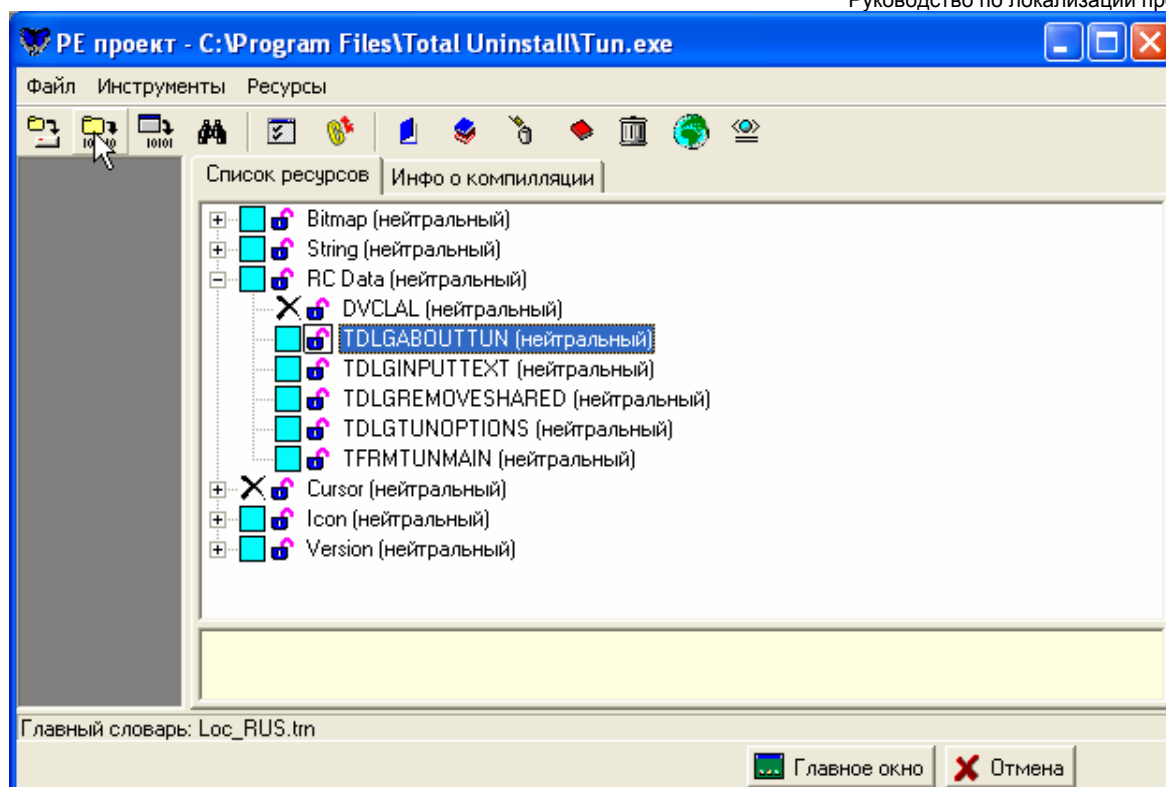 Руководство по локализации про
PE проект - C:\Program Files\Total Uninstall\Tun.exe
Файл Инструменты Ресурсы
Список ресурсов Инфо о компилляции
Bitmap (нейтральный)
String (нейтральный)
RC Data (нейтральный)
DVCLAL (нейтральный)
TDLGABOUTTUN (нейтральный)
TDLGINPUTTEXT (нейтральный)
TDLGREMOVESHARED (нейтральный)
TDLGTUNOPTIONS (нейтральный)
TFRMTUNMAIN (нейтральный)
Cursor (нейтральный)
Icon (нейтральный)
Version (нейтральный)
Главный словарь: Loc_RUS.trn
Главное окно Отмена